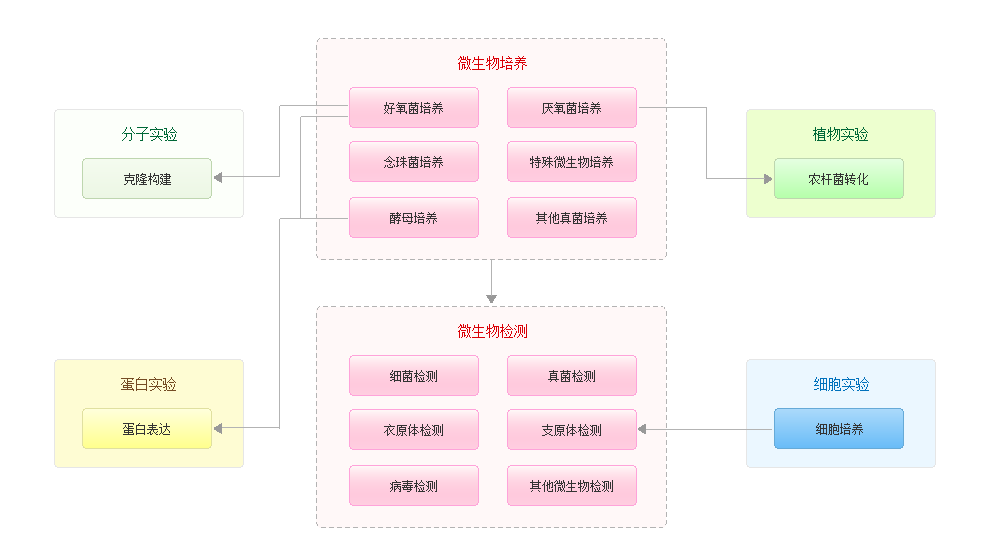 微生物培养
好氧菌培养
厌氧菌培养
念珠菌培养
特殊微生物培养
酵母培养
其他真菌培养
分子实验
克隆构建
植物实验
农杆菌转化
微生物检测
细菌检测
真菌检测
衣原体检测
支原体检测
病毒检测
其他微生物检测
蛋白实验
蛋白表达
细胞实验
细胞培养